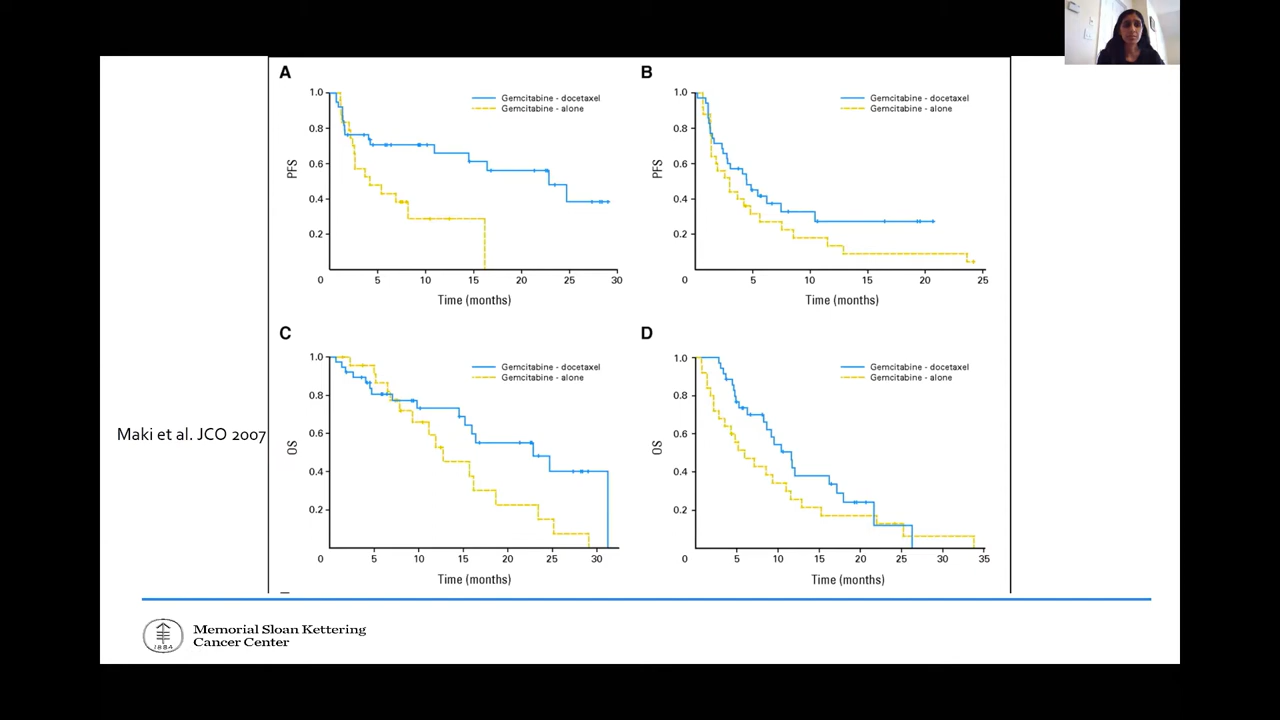 A
1.0
0.8
0.6
0.4
0.2
0
PFS
Gemcitabine - docetaxel
Gemcitabine - alone
5 10 15 20 25 30
Time (months)
B
1.0
0.8
0.6
0.4
0.2
0
PFS
Gemcitabine - docetaxel
Gemcitabine - alone
5 10 15 20 25
Time (months)
C
1.0
0.8
0.6
0.4
0.2
0
OS
Gemcitabine - docetaxel
Gemcitabine - alone
5 10 15 20 25 30
Time (months)
D
1.0
0.8
0.6
0.4
0.2
0
OS
Gemcitabine - docetaxel
Gemcitabine - alone
5 10 15 20 25 30 35
Time (months)
Maki et al. JCO 2007
1884
Memorial Sloan Kettering
Cancer Center